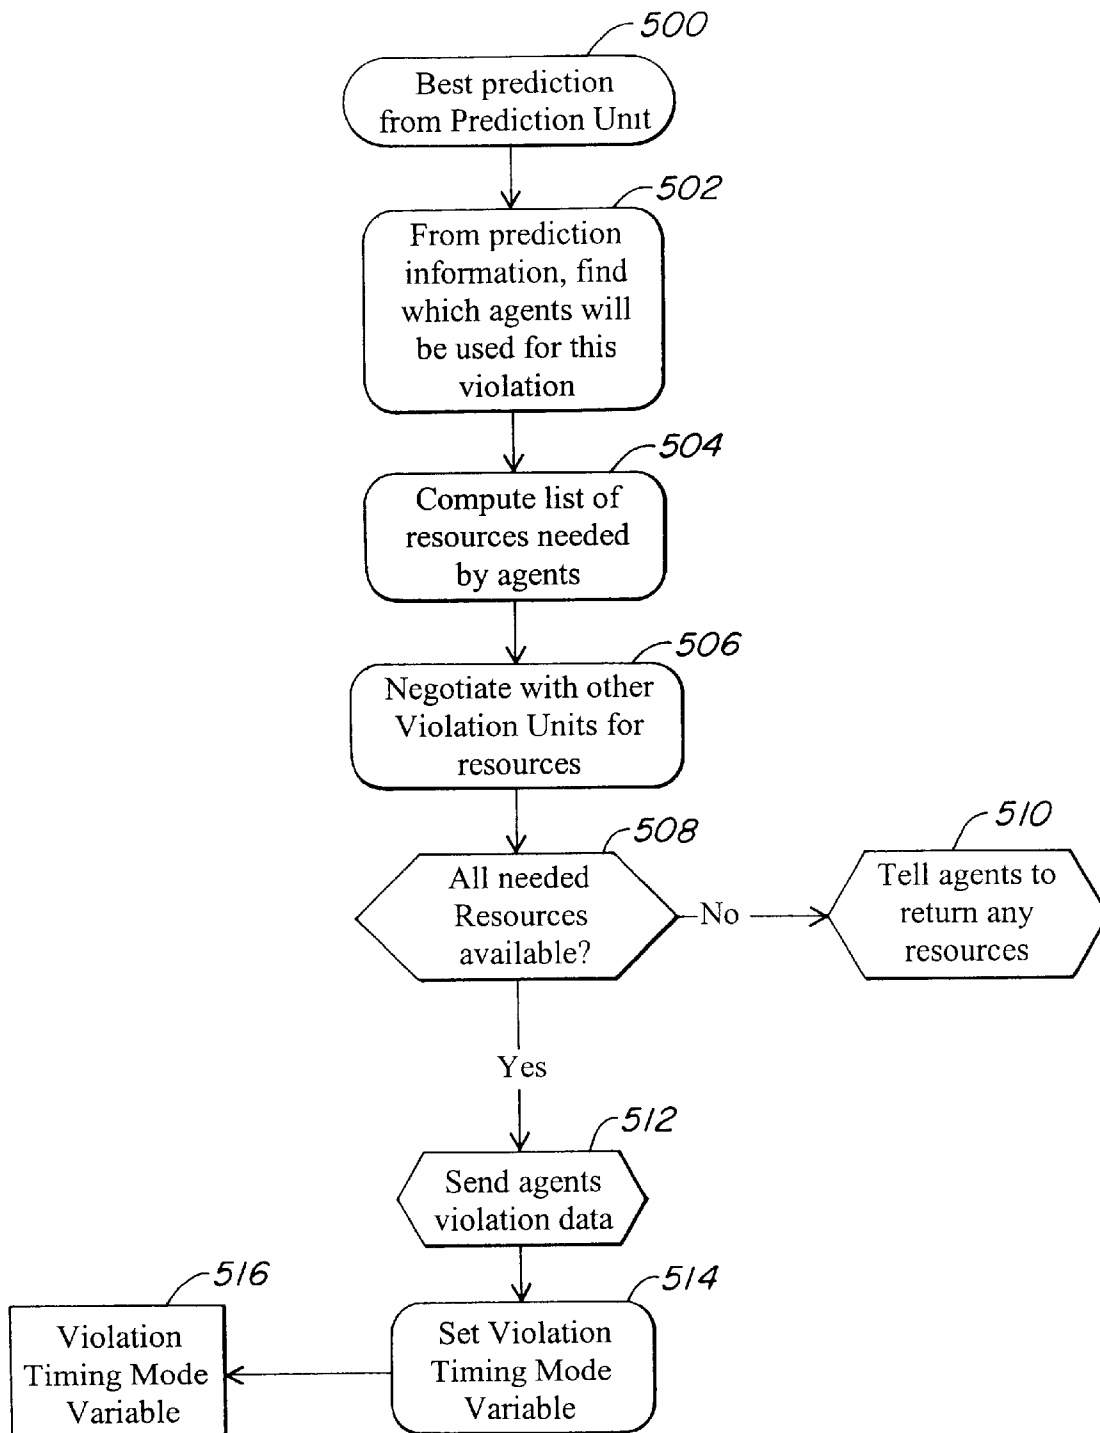 500
Best prediction
from Prediction Unit
502
From prediction
information, find
which agents will
be used for this
violation
504
Compute list of
resources needed
by agents
506
Negotiate with other
Violation Units for
resources
508
All needed
Resources
available?
No
510
Tell agents to
return any
resources
Yes
512
Send agents
violation data
514
Set Violation
Timing Mode
Variable
516
Violation
Timing Mode
Variable